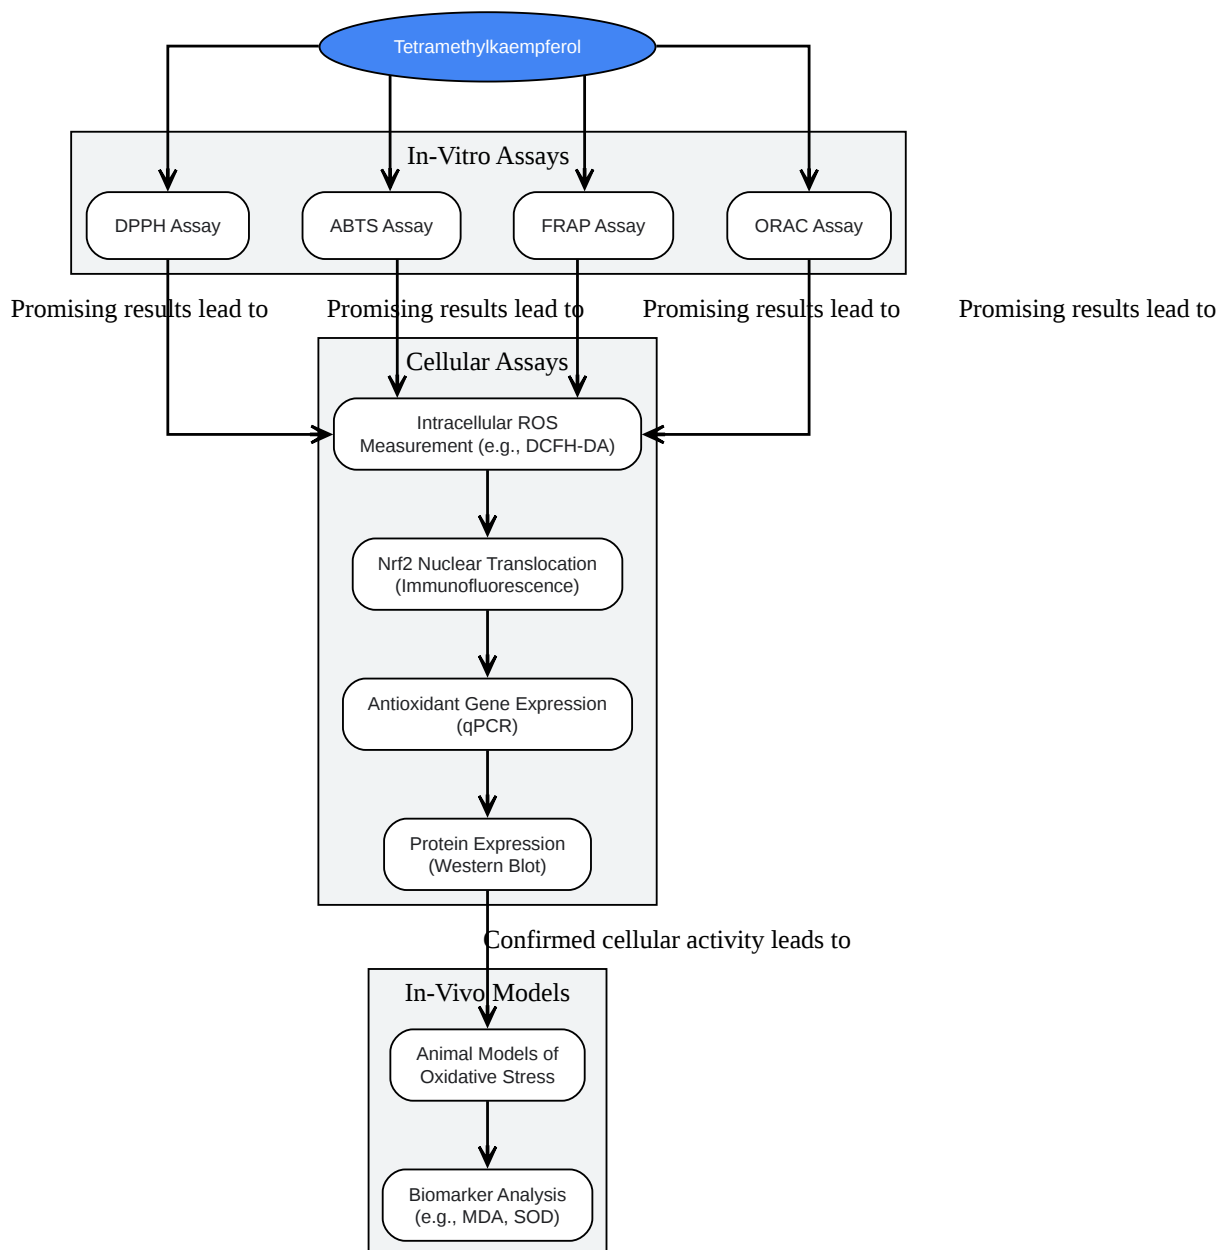 Tetramethylkaempferol
In-Vitro Assays
DPPH Assay
ABTS Assay
FRAP Assay
ORAC Assay
Promising results lead to
Promising results lead to
Promising results lead to
Promising results lead to
Cellular Assays
Intracellular ROS
Measurement (e.g., DCFH-DA)
Nrf2 Nuclear Translocation
(Immunofluorescence)
Antioxidant Gene Expression
(qPCR)
Protein Expression
(Western Blot)
Confirmed cellular activity leads to
In-Vivo Models
Animal Models of
Oxidative Stress
Biomarker Analysis
(e.g., MDA, SOD)